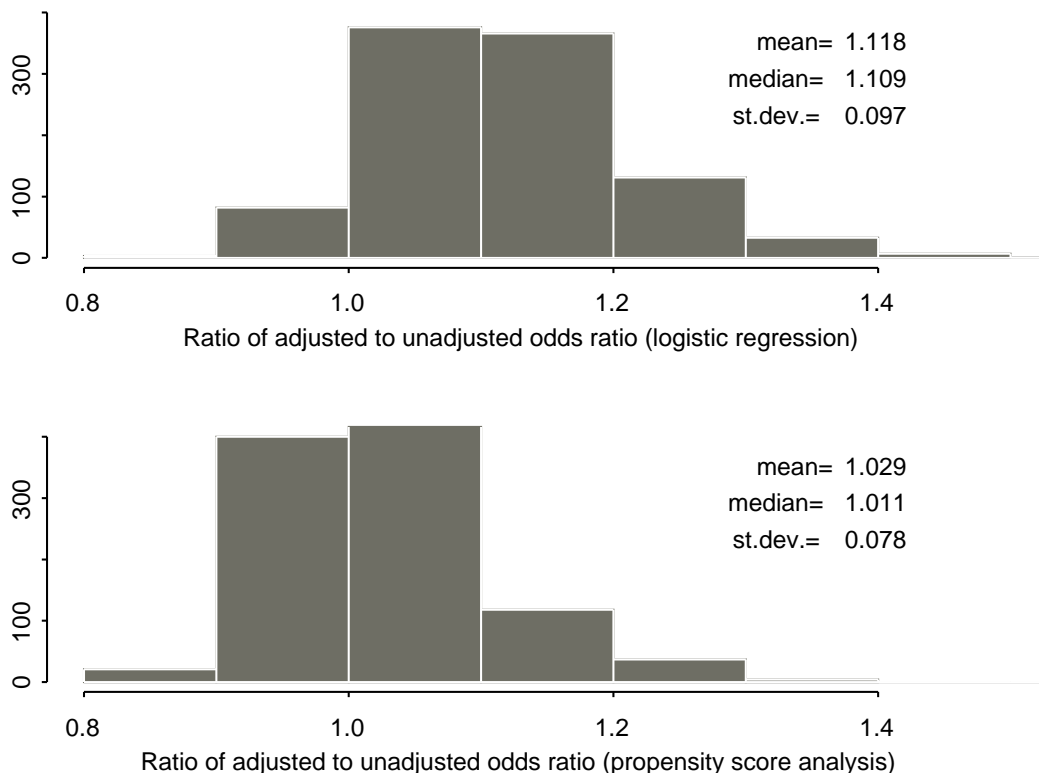 mean= 1.118
median= 1.109
st.dev.= 0.097
300
100
0
0.8 1.0 1.2 1.4
Ratio of adjusted to unadjusted odds ratio (logistic regression)
mean= 1.029
median= 1.011
st.dev.= 0.078
300
100
0
0.8 1.0 1.2 1.4
Ratio of adjusted to unadjusted odds ratio (propensity score analysis)